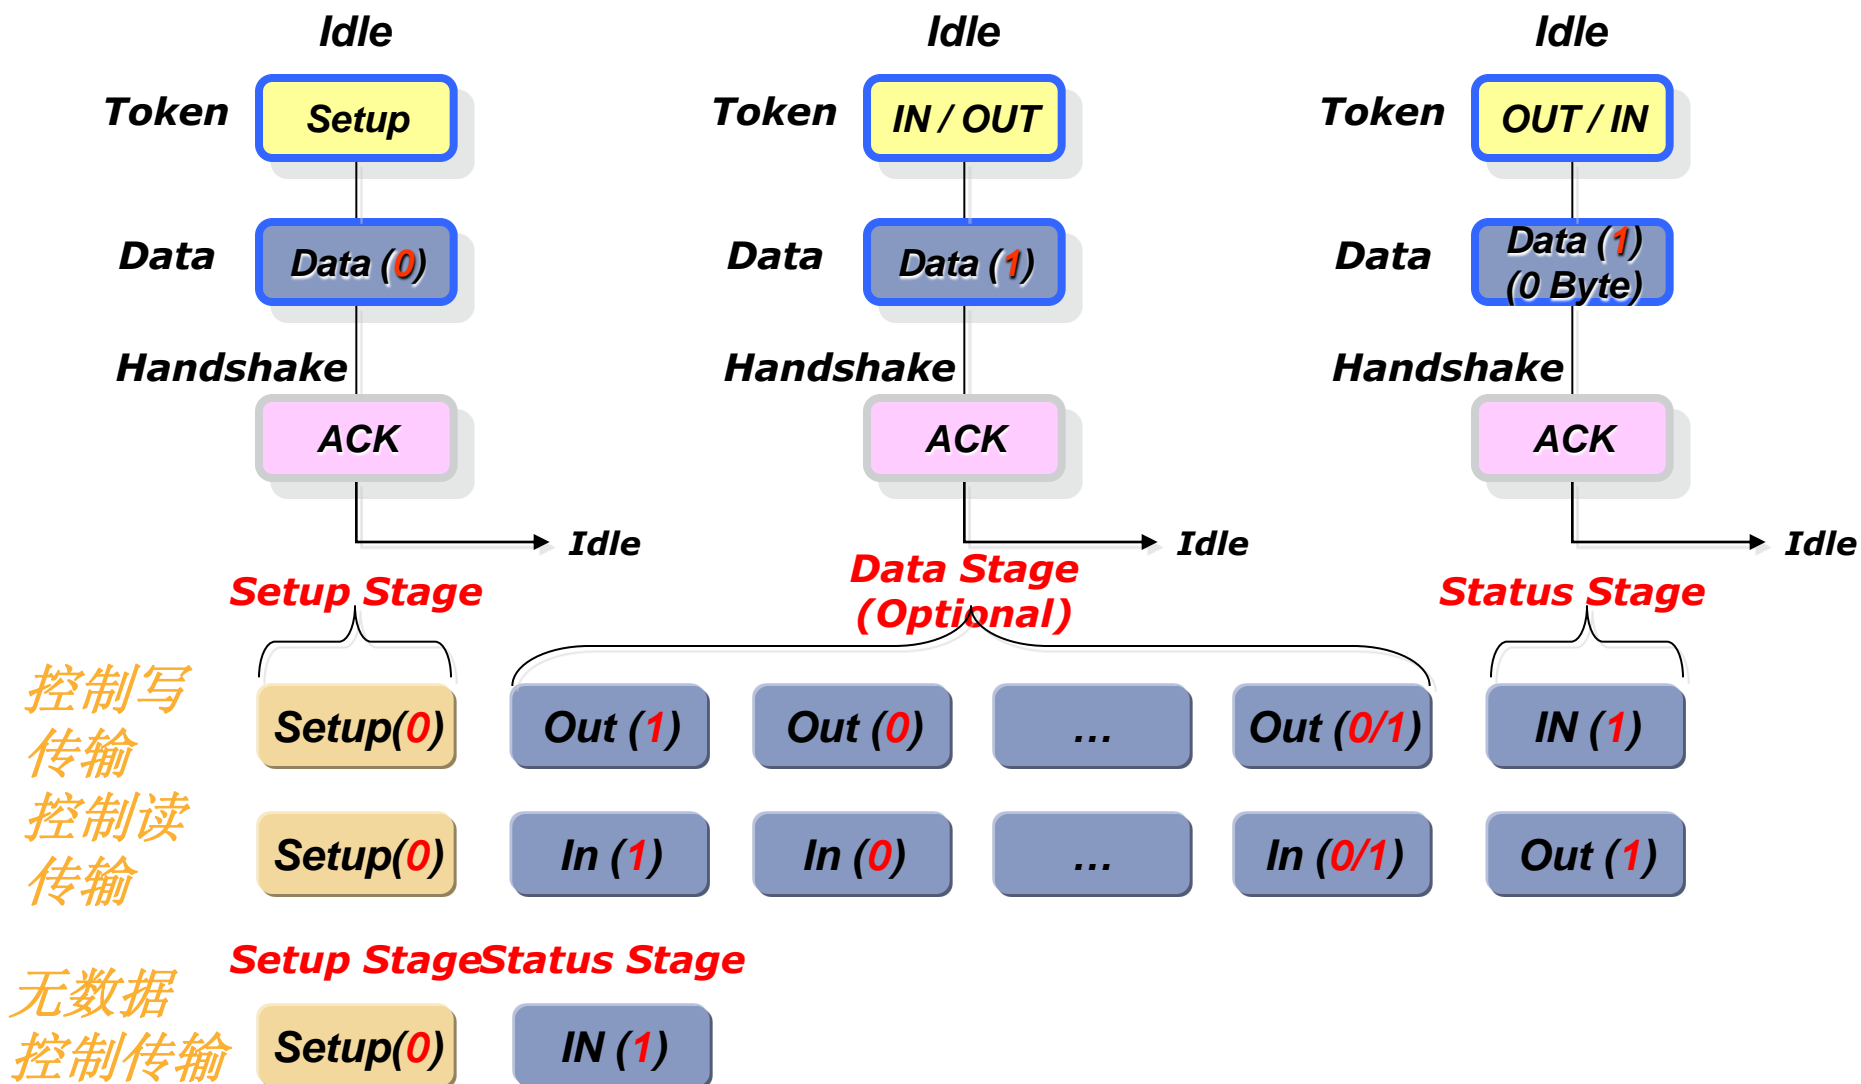 Idle Idle Idle
Token Setup Token IN / OUT Token OUT / IN
Data Data (0) Data Data (1) Data Data (1)
(0 Byte)
Handshake Handshake Handshake
ACK ACK ACK
Idle Idle Idle
Setup Stage Data Stage Status Stage
(Optional)
控制写
传输
Setup(0) Out (1) Out (0) ... Out (0/1) IN (1)
控制读
传输
Setup(0) In (1) In (0) ... In (0/1) Out (1)
Setup Stage Status Stage
无数据
控制传输
Setup(0) IN (1)